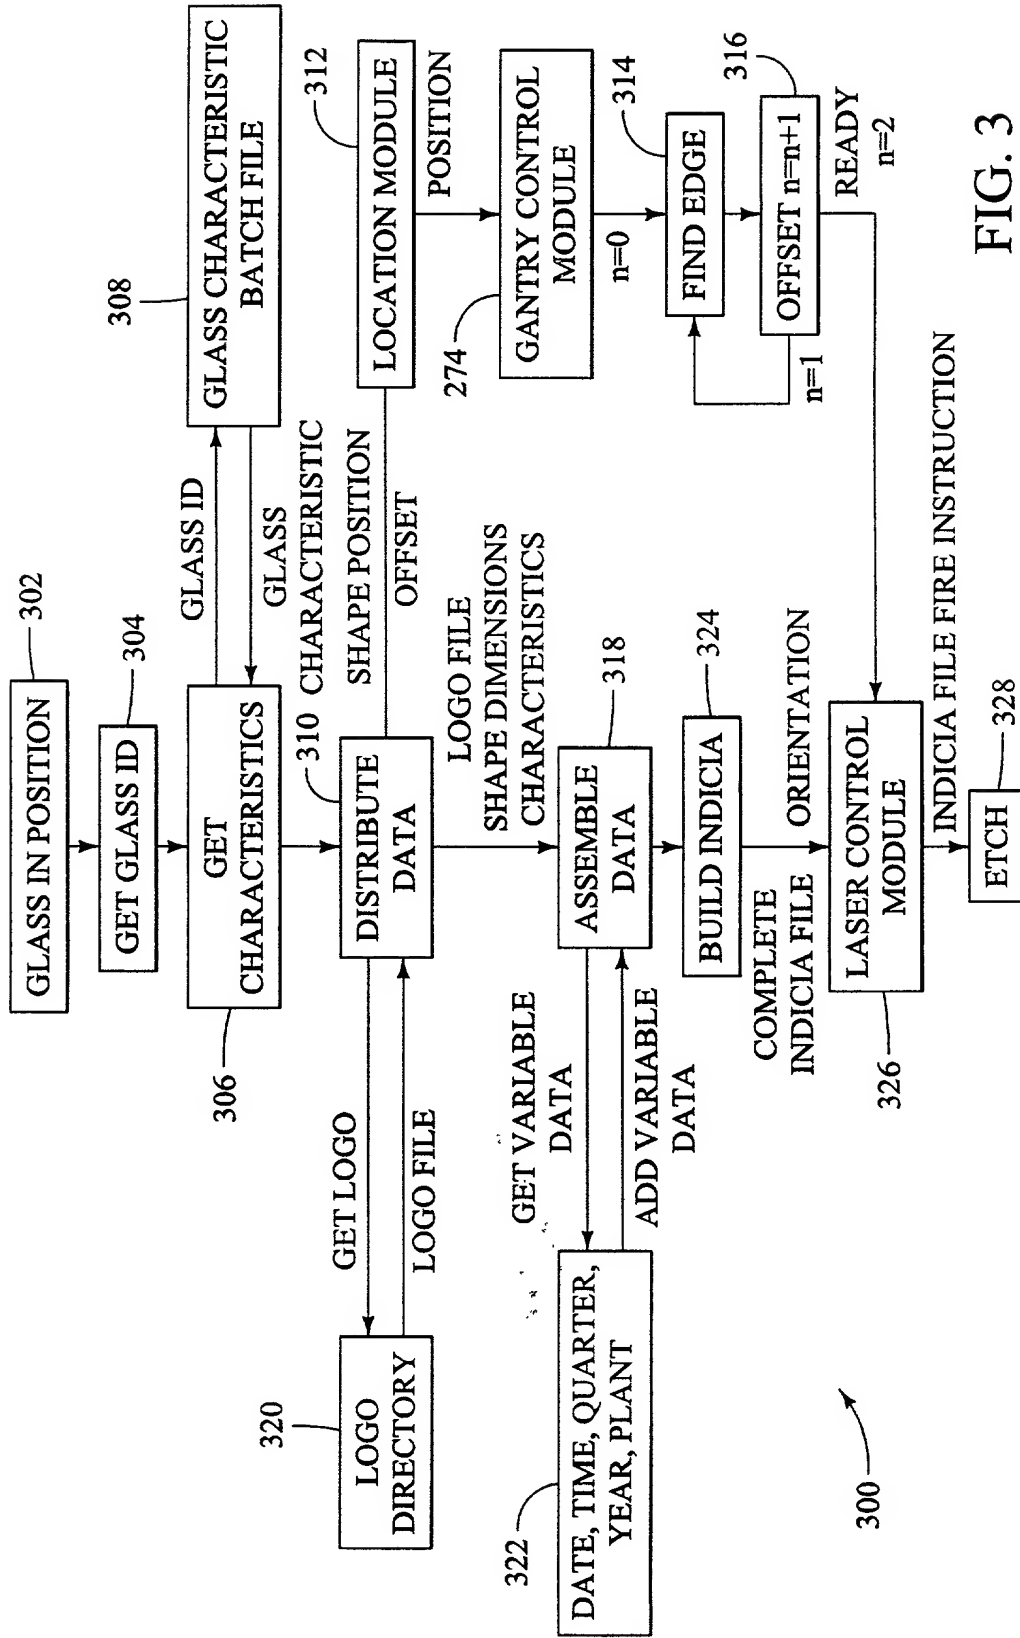 GLASS IN POSITION
302
GET GLASS ID
304
GET
CHARACTERISTICS
306
GLASS ID
GLASS
CHARACTERISTIC
308
GLASS CHARACTERISTIC
BATCH FILE
310
DISTRIBUTE
DATA
GET LOGO
LOGO FILE
320
LOGO
DIRECTORY
SHAPE POSITION
OFFSET
312
LOCATION MODULE
POSITION
274
GANTRY CONTROL
MODULE
n=0
314
FIND EDGE
316
OFFSET n=n+1
n=1
READY
n=2
LOGO FILE
SHAPE DIMENSIONS
CHARACTERISTICS
318
ASSEMBLE
DATA
GET VARIABLE
DATA
ADD VARIABLE
DATA
322
DATE, TIME, QUARTER,
YEAR, PLANT
324
BUILD INDICIA
COMPLETE
INDICIA FILE
ORIENTATION
326
LASER CONTROL
MODULE
INDICIA FILE FIRE INSTRUCTION
328
ETCH
300
FIG. 3